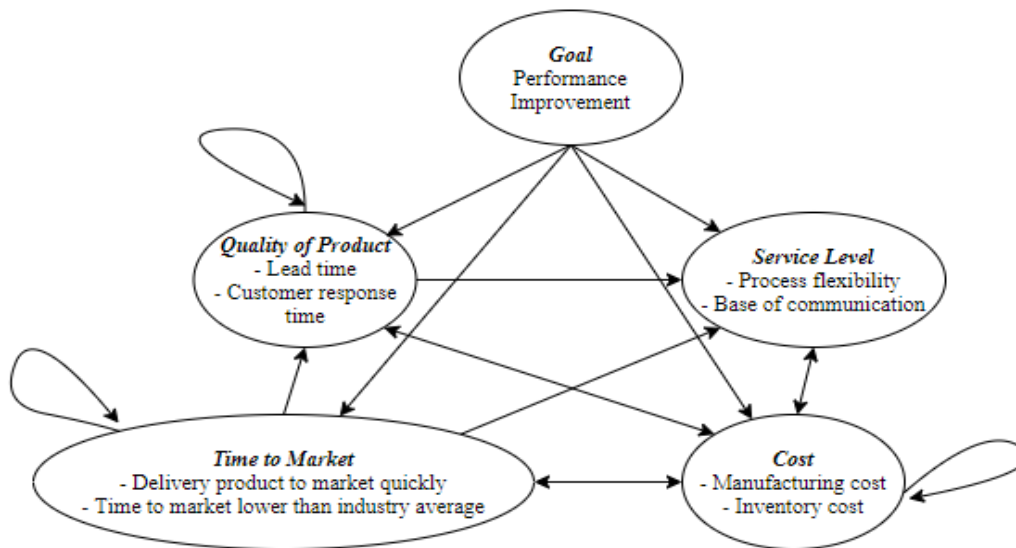 Goal
Performance
Improvement
Quality of Product
- Lead time
- Customer response
time
Service Level
- Process flexibility
- Base of communication
Time to Market
- Delivery product to market quickly
- Time to market lower than industry average
Cost
- Manufacturing cost
- Inventory cost